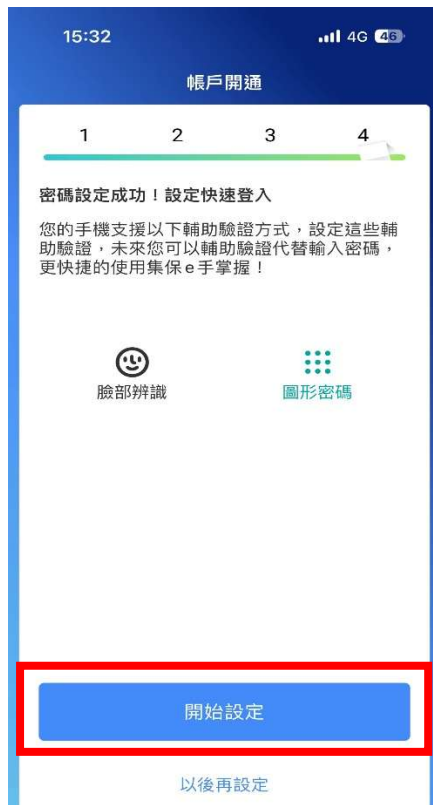 15:32 4G 46
帳戶開通
1 2 3 4
密碼設定成功！設定快速登入
您的手機支援以下輔助驗證方式，設定這些輔
助驗證，未來您可以輔助驗證代替輸入密碼，
更快捷的使用集保e手掌握！
臉部辨識 圖形密碼
開始設定
以後再設定